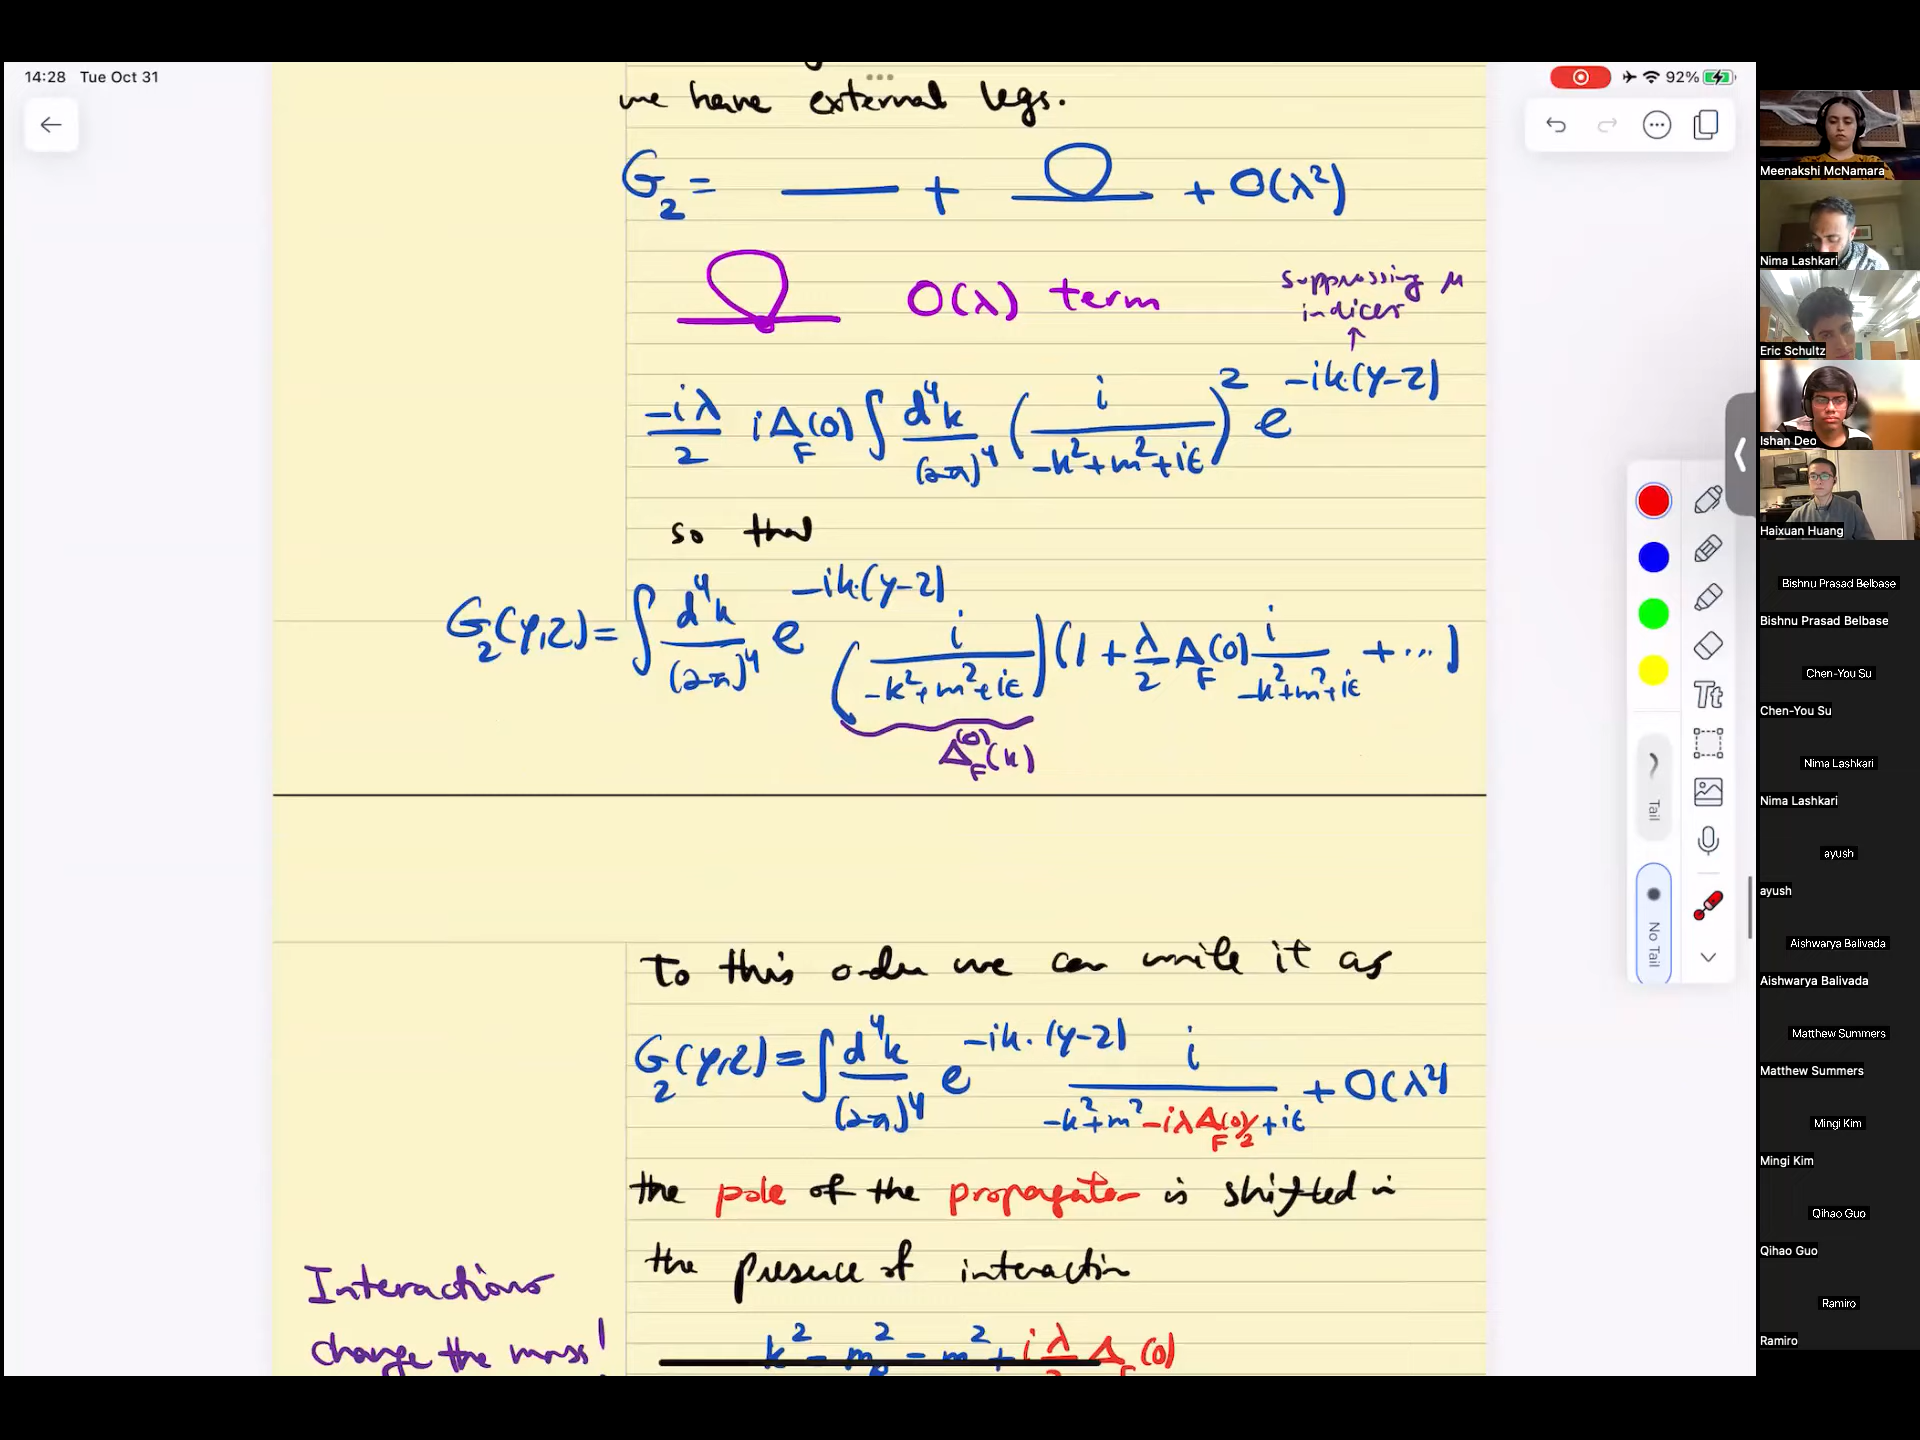 14:28 Tue Oct 31
92%
we have external legs.
G₂ = + + O(λ²)
O(λ) term
suppressing μ
indices
↑
-iλ/2 iΔ_F(0) ∫ d⁴k/(2π)⁴ (i/(-k²+m²+iε))² e^{-ik·(y-z)}
so that
G₂(y,z) = ∫ d⁴k/(2π)⁴ e^{-ik·(y-z)} (i/(-k²+m²+iε)) (1 + λ/2 Δ_F(0) i/(-k²+m²+iε) + ...)
Δ_F^{(0)}(k)
to this order we can write it as
G₂(y,z) = ∫ d⁴k/(2π)⁴ e^{-ik·(y-z)} i/(-k²+m²-iλΔ_F(0)/2+iε) + O(λ²)
the pole of the propagator is shifted in
the presence of interaction
Interactions
change the mass!
Tail
No Tail
Tt
Meenakshi McNamara
Nima Lashkari
Eric Schultz
Ishan Deo
Haixuan Huang
Bishnu Prasad Belbase
Bishnu Prasad Belbase
Chen-You Su
Chen-You Su
Nima Lashkari
Nima Lashkari
ayush
ayush
Aishwarya Balivada
Aishwarya Balivada
Matthew Summers
Matthew Summers
Mingi Kim
Mingi Kim
Qihao Guo
Qihao Guo
Ramiro
Ramiro